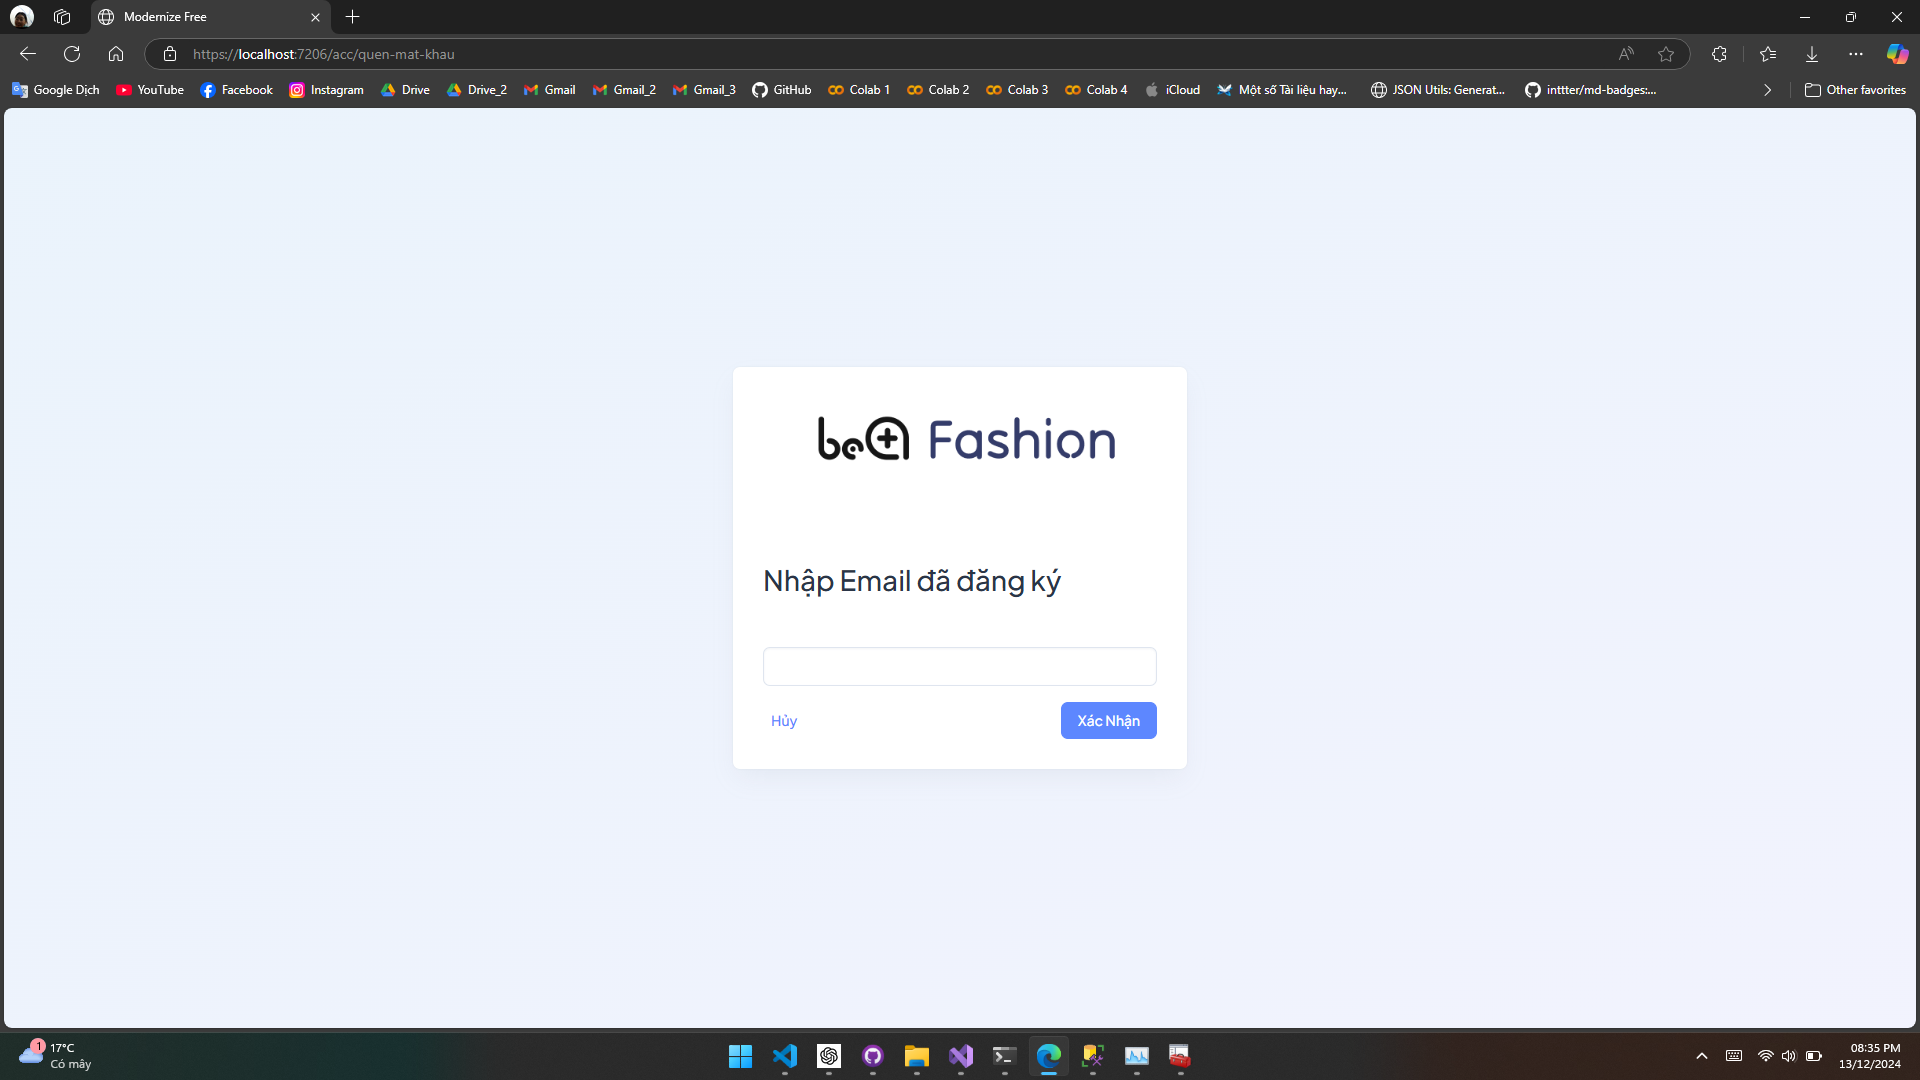 Modernize Free
https://localhost:7206/acc/quen-mat-khau
Google Dịch YouTube Facebook Instagram Drive Drive_2 Gmail Gmail_2 Gmail_3 GitHub Colab 1 Colab 2 Colab 3 Colab 4 iCloud Một số Tài liệu hay... JSON Utils: Generat... inttter/md-badges:... Other favorites
be Fashion
Nhập Email đã đăng ký
Hủy Xác Nhận
1 17°C
Có mây
08:35 PM
13/12/2024